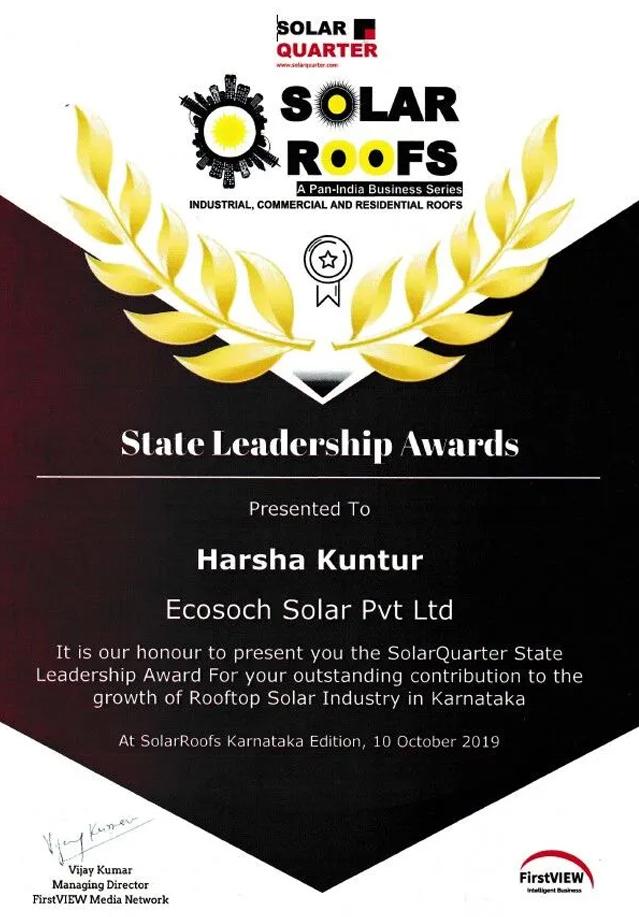 SOLAR
QUARTER
www.solarquarter.com
SOLAR
ROOFS
A Pan-India Business Series
INDUSTRIAL, COMMERCIAL AND RESIDENTIAL ROOFS
State Leadership Awards
Presented To
Harsha Kuntur
Ecosoch Solar Pvt Ltd
It is our honour to present you the SolarQuarter State
Leadership Award For your outstanding contribution to the
growth of Rooftop Solar Industry in Karnataka
At SolarRoofs Karnataka Edition, 10 October 2019
Vijay Kumar
Vijay Kumar
Managing Director
FirstVIEW Media Network
FirstVIEW
Intelligent Business